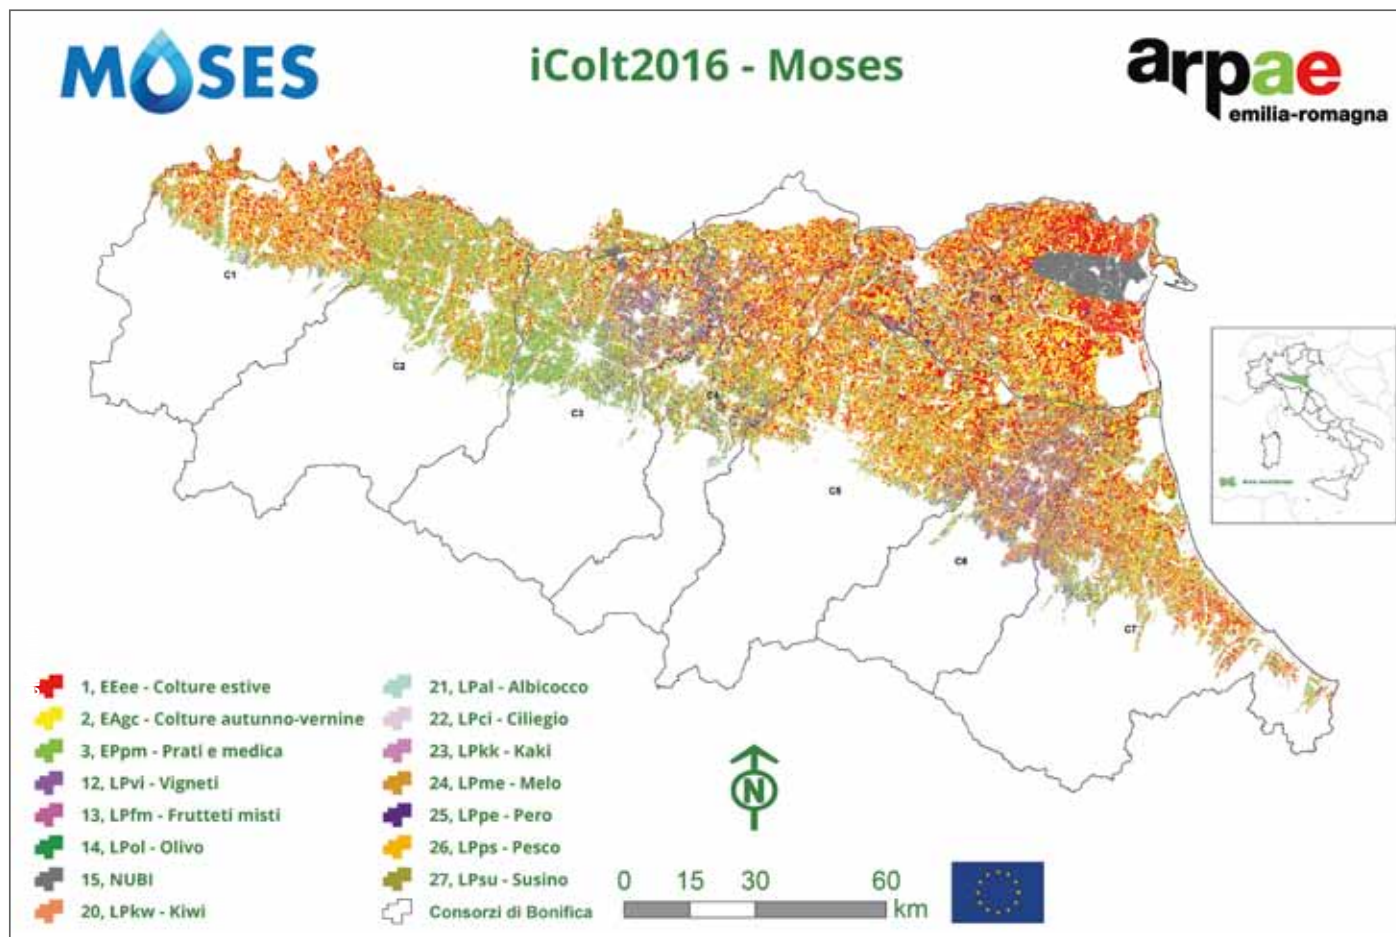 MOSES
iColt2016 - Moses
arpae
emilia-romagna
C1
C2
C3
C5
C7
1, EEee - Colture estive
2, EAgc - Colture autunno-vernine
3, EPpm - Prati e medica
12, LPvi - Vigneti
13, LPfm - Frutteti misti
14, LPol - Olivo
15, NUBI
20, LPkw - Kiwi
21, LPal - Albicocco
22, LPci - Ciliegio
23, LPkk - Kaki
24, LPme - Melo
25, LPpe - Pero
26, LPps - Pesco
27, LPsu - Susino
Consorzi di Bonifica
N
0 15 30 60
km